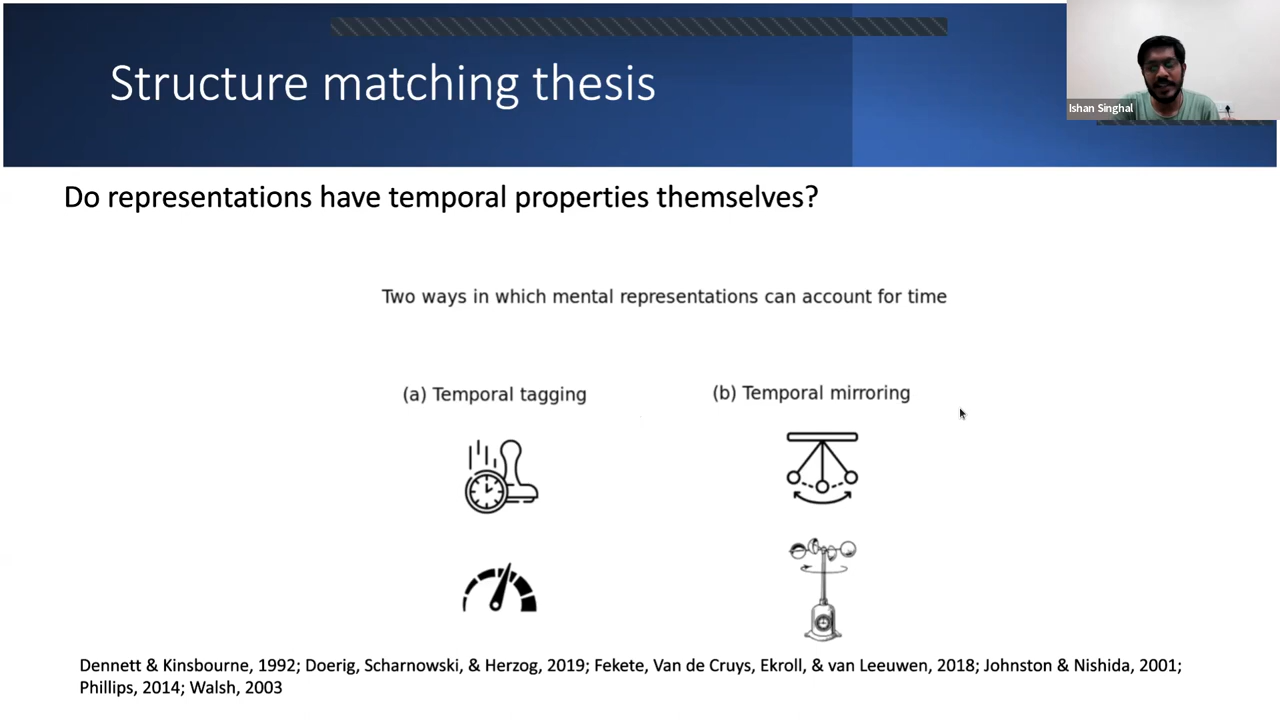 Structure matching thesis
Ishan Singhal
Do representations have temporal properties themselves?
Two ways in which mental representations can account for time
(a) Temporal tagging
(b) Temporal mirroring
Dennett & Kinsbourne, 1992; Doerig, Scharnowski, & Herzog, 2019; Fekete, Van de Cruys, Ekroll, & van Leeuwen, 2018; Johnston & Nishida, 2001;
Phillips, 2014; Walsh, 2003